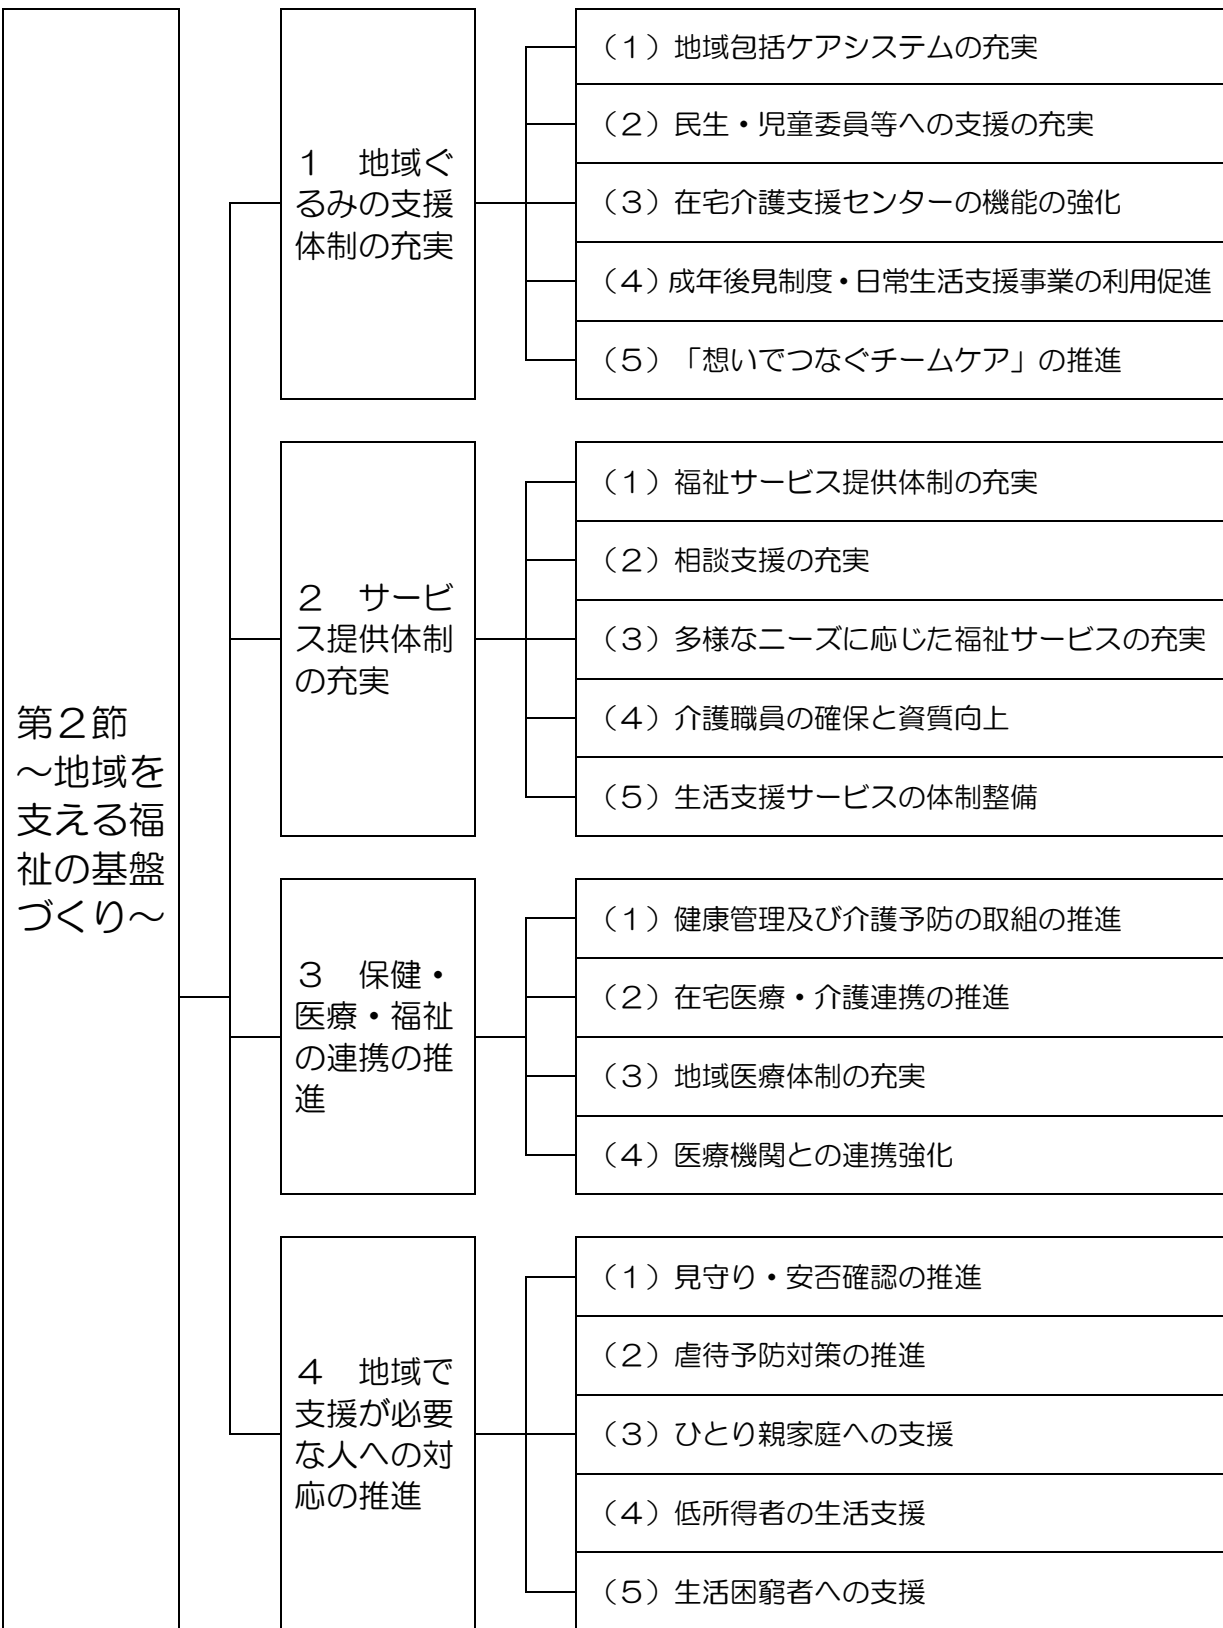 第２節
～地域を
支える福
祉の基盤
づくり～
１　地域ぐ
るみの支援
体制の充実
（１）地域包括ケアシステムの充実
（２）民生・児童委員等への支援の充実
（３）在宅介護支援センターの機能の強化
（４）成年後見制度・日常生活支援事業の利用促進
（５）「想いでつなぐチームケア」の推進
２　サービ
ス提供体制
の充実
（１）福祉サービス提供体制の充実
（２）相談支援の充実
（３）多様なニーズに応じた福祉サービスの充実
（４）介護職員の確保と資質向上
（５）生活支援サービスの体制整備
３　保健・
医療・福祉
の連携の推
進
（１）健康管理及び介護予防の取組の推進
（２）在宅医療・介護連携の推進
（３）地域医療体制の充実
（４）医療機関との連携強化
４　地域で
支援が必要
な人への対
応の推進
（１）見守り・安否確認の推進
（２）虐待予防対策の推進
（３）ひとり親家庭への支援
（４）低所得者の生活支援
（５）生活困窮者への支援